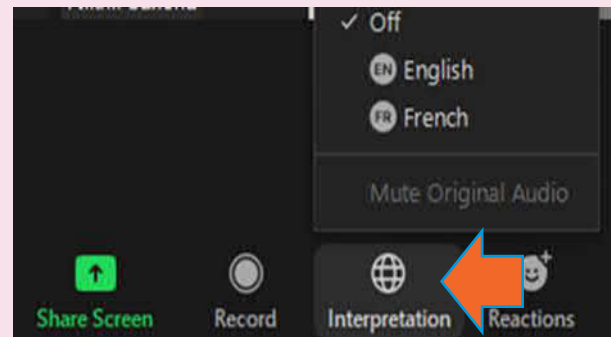 Off
EN English
FR French
Mute Original Audio
Share Screen Record Interpretation Reactions